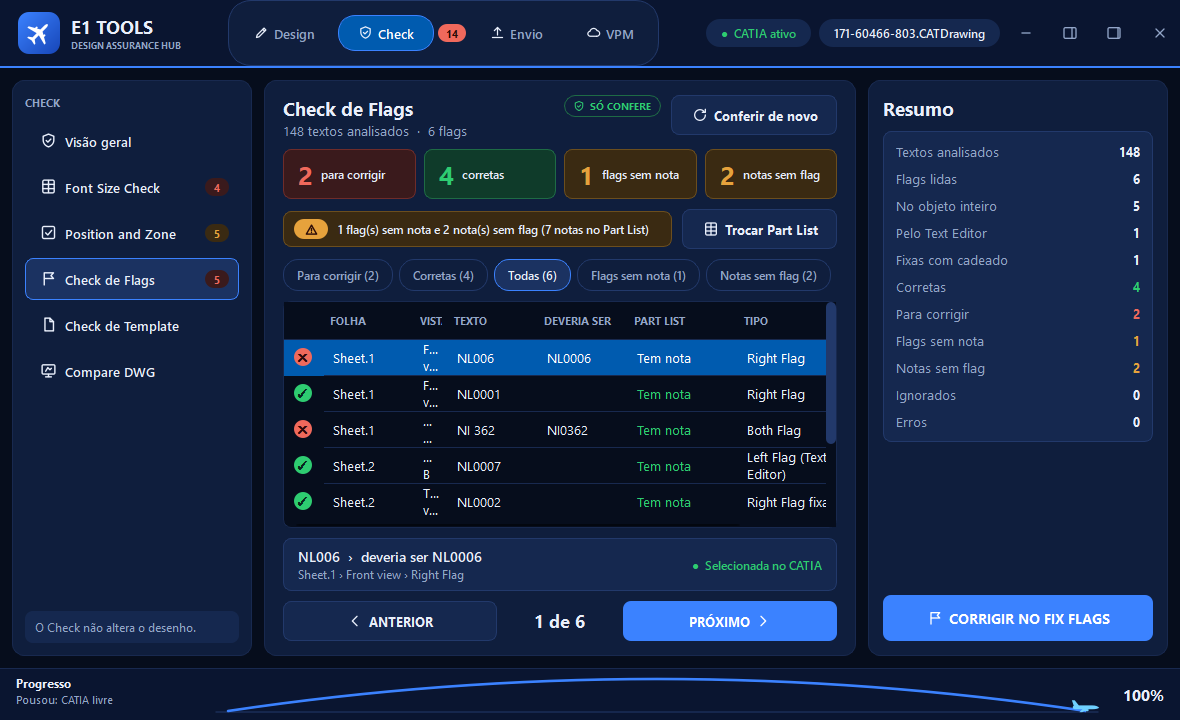 E1 TOOLS
DESIGN ASSURANCE HUB
Design
Check
14
Envio
VPM
CATIA ativo
171-60466-803.CATDrawing
CHECK
Visão geral
Font Size Check 4
Position and Zone 5
Check de Flags 5
Check de Template
Compare DWG
O Check não altera o desenho.
Check de Flags
148 textos analisados · 6 flags
SÓ CONFERE
Conferir de novo
2 para corrigir
4 corretas
1 flags sem nota
2 notas sem flag
1 flag(s) sem nota e 2 nota(s) sem flag (7 notas no Part List)
Trocar Part List
Para corrigir (2)
Corretas (4)
Todas (6)
Flags sem nota (1)
Notas sem flag (2)
FOLHA VIST. TEXTO DEVERIA SER PART LIST TIPO
Sheet.1 F... v... NL006 NL0006 Tem nota Right Flag
Sheet.1 F... v... NL0001 Tem nota Right Flag
Sheet.1 ... ... NI 362 NI0362 Tem nota Both Flag
Sheet.2 ... B NL0007 Tem nota Left Flag (Text Editor)
Sheet.2 T... v... NL0002 Tem nota Right Flag fixa
NL006 › deveria ser NL0006
Sheet.1 › Front view › Right Flag
Selecionada no CATIA
ANTERIOR
1 de 6
PRÓXIMO
Resumo
Textos analisados 148
Flags lidas 6
No objeto inteiro 5
Pelo Text Editor 1
Fixas com cadeado 1
Corretas 4
Para corrigir 2
Flags sem nota 1
Notas sem flag 2
Ignorados 0
Erros 0
CORRIGIR NO FIX FLAGS
Progresso
Pousou: CATIA livre
100%